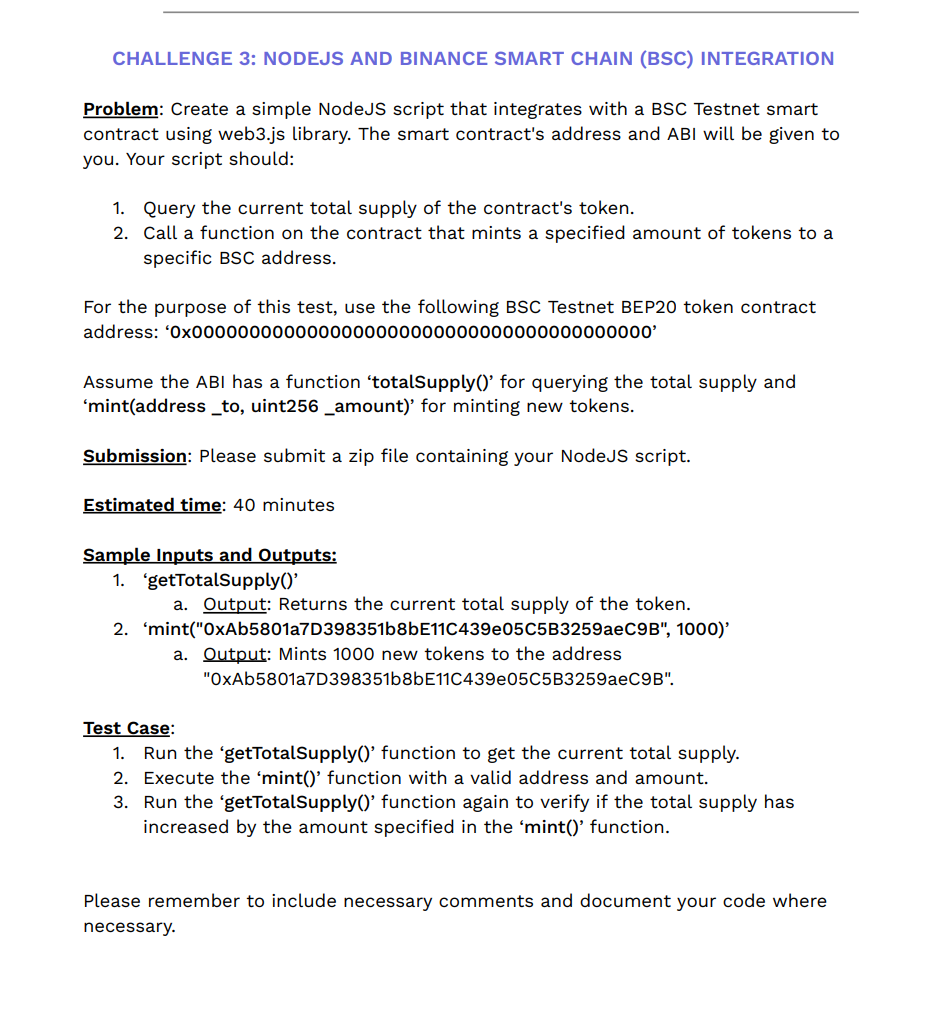 CHALLENGE 3: NODEJS AND BINANCE SMART CHAIN (BSC) INTEGRATION
Problem: Create a simple NodeJS script that integrates with a BSC Testnet smart
contract using web3.js library. The smart contract's address and ABI will be given to
you. Your script should:
1. Query the current total supply of the contract's token.
2. Call a function on the contract that mints a specified amount of tokens to a
specific BSC address.
For the purpose of this test, use the following BSC Testnet BEP20 token contract
address: ‘0x0000000000000000000000000000000000000000’
Assume the ABI has a function ‘totalSupply()’ for querying the total supply and
‘mint(address _to, uint256 _amount)’ for minting new tokens.
Submission: Please submit a zip file containing your NodeJS script.
Estimated time: 40 minutes
Sample Inputs and Outputs:
1. ‘getTotalSupply()’
a. Output: Returns the current total supply of the token.
2. ‘mint("0xAb5801a7D398351b8bE11C439e05C5B3259aeC9B", 1000)’
a. Output: Mints 1000 new tokens to the address
"0xAb5801a7D398351b8bE11C439e05C5B3259aeC9B".
Test Case:
1. Run the ‘getTotalSupply()’ function to get the current total supply.
2. Execute the ‘mint()’ function with a valid address and amount.
3. Run the ‘getTotalSupply()’ function again to verify if the total supply has
increased by the amount specified in the ‘mint()’ function.
Please remember to include necessary comments and document your code where
necessary.